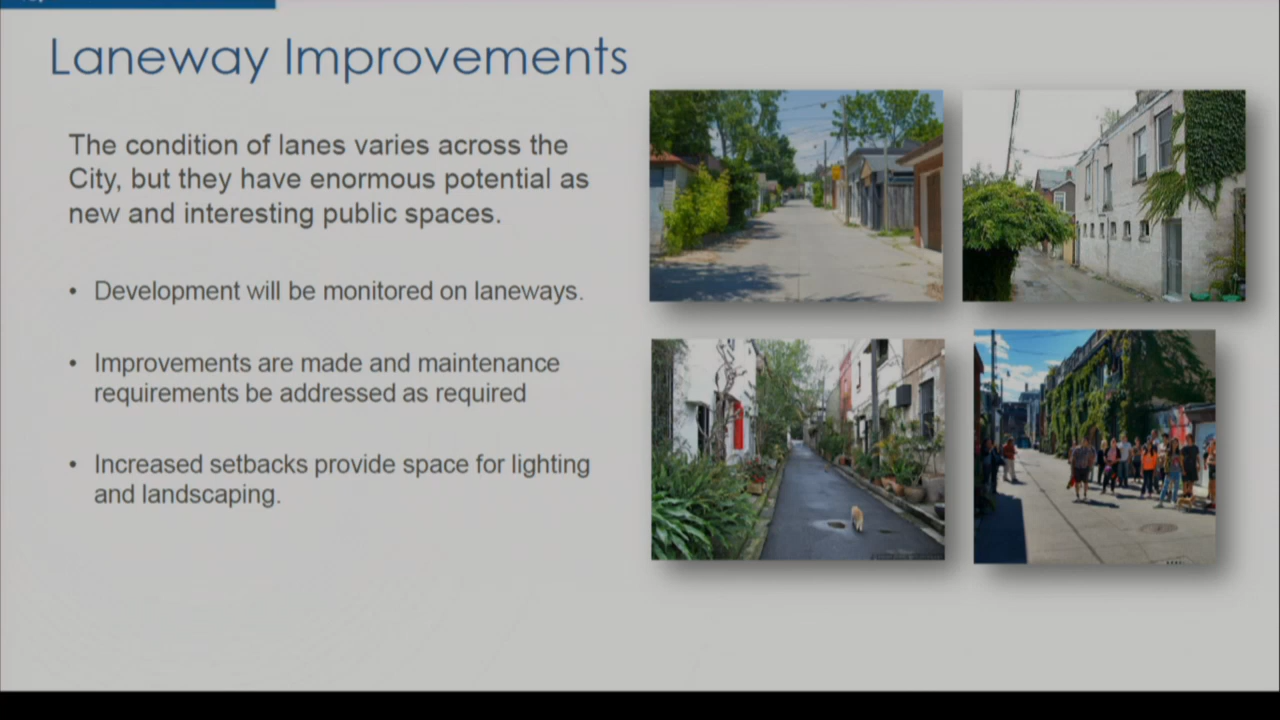 Laneway Improvements
The condition of lanes varies across the
City, but they have enormous potential as
new and interesting public spaces.
• Development will be monitored on laneways.
• Improvements are made and maintenance
requirements be addressed as required
• Increased setbacks provide space for lighting
and landscaping.